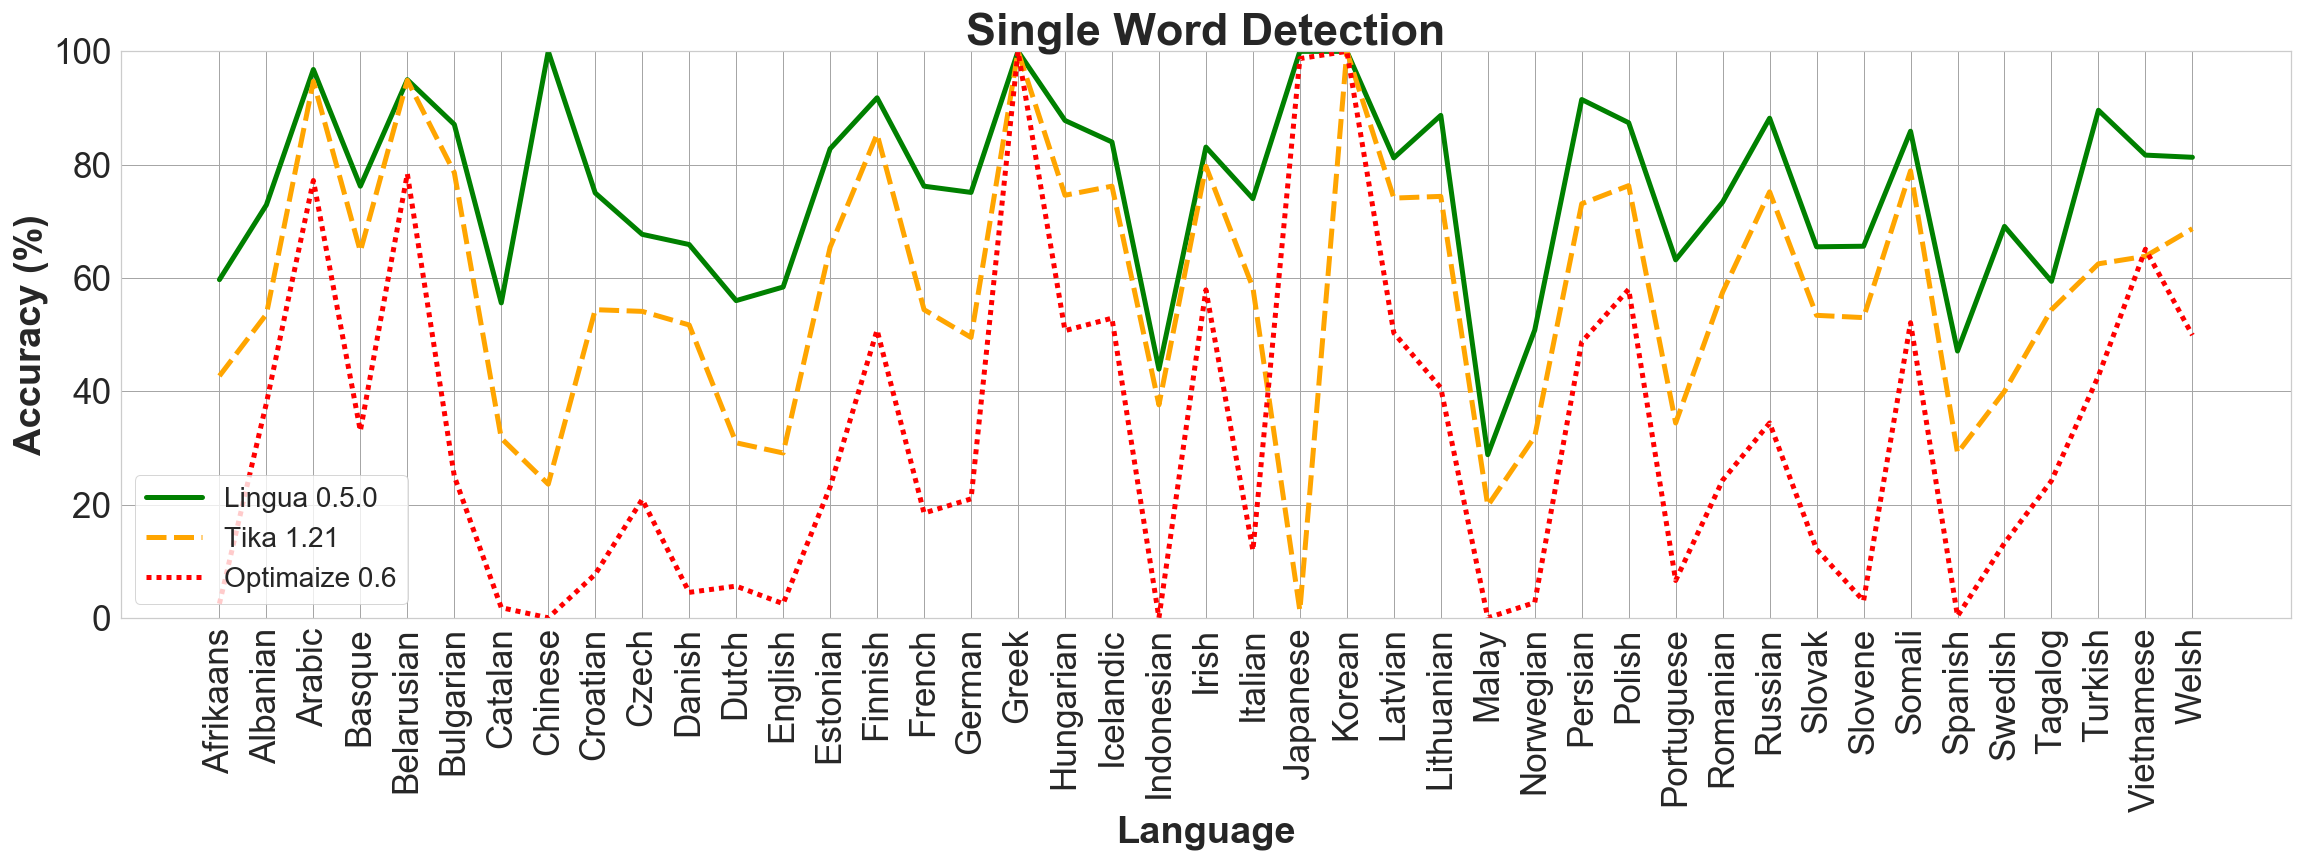 Single Word Detection
100
80
60
40
20
0
Accuracy (%)
Lingua 0.5.0
Tika 1.21
Optimaize 0.6
Afrikaans
Albanian
Arabic
Basque
Belarusian
Bulgarian
Catalan
Chinese
Croatian
Czech
Danish
Dutch
English
Estonian
Finnish
French
German
Greek
Hungarian
Icelandic
Indonesian
Irish
Italian
Japanese
Korean
Latvian
Lithuanian
Malay
Norwegian
Persian
Polish
Portuguese
Romanian
Russian
Slovak
Slovene
Somali
Spanish
Swedish
Tagalog
Turkish
Vietnamese
Welsh
Language